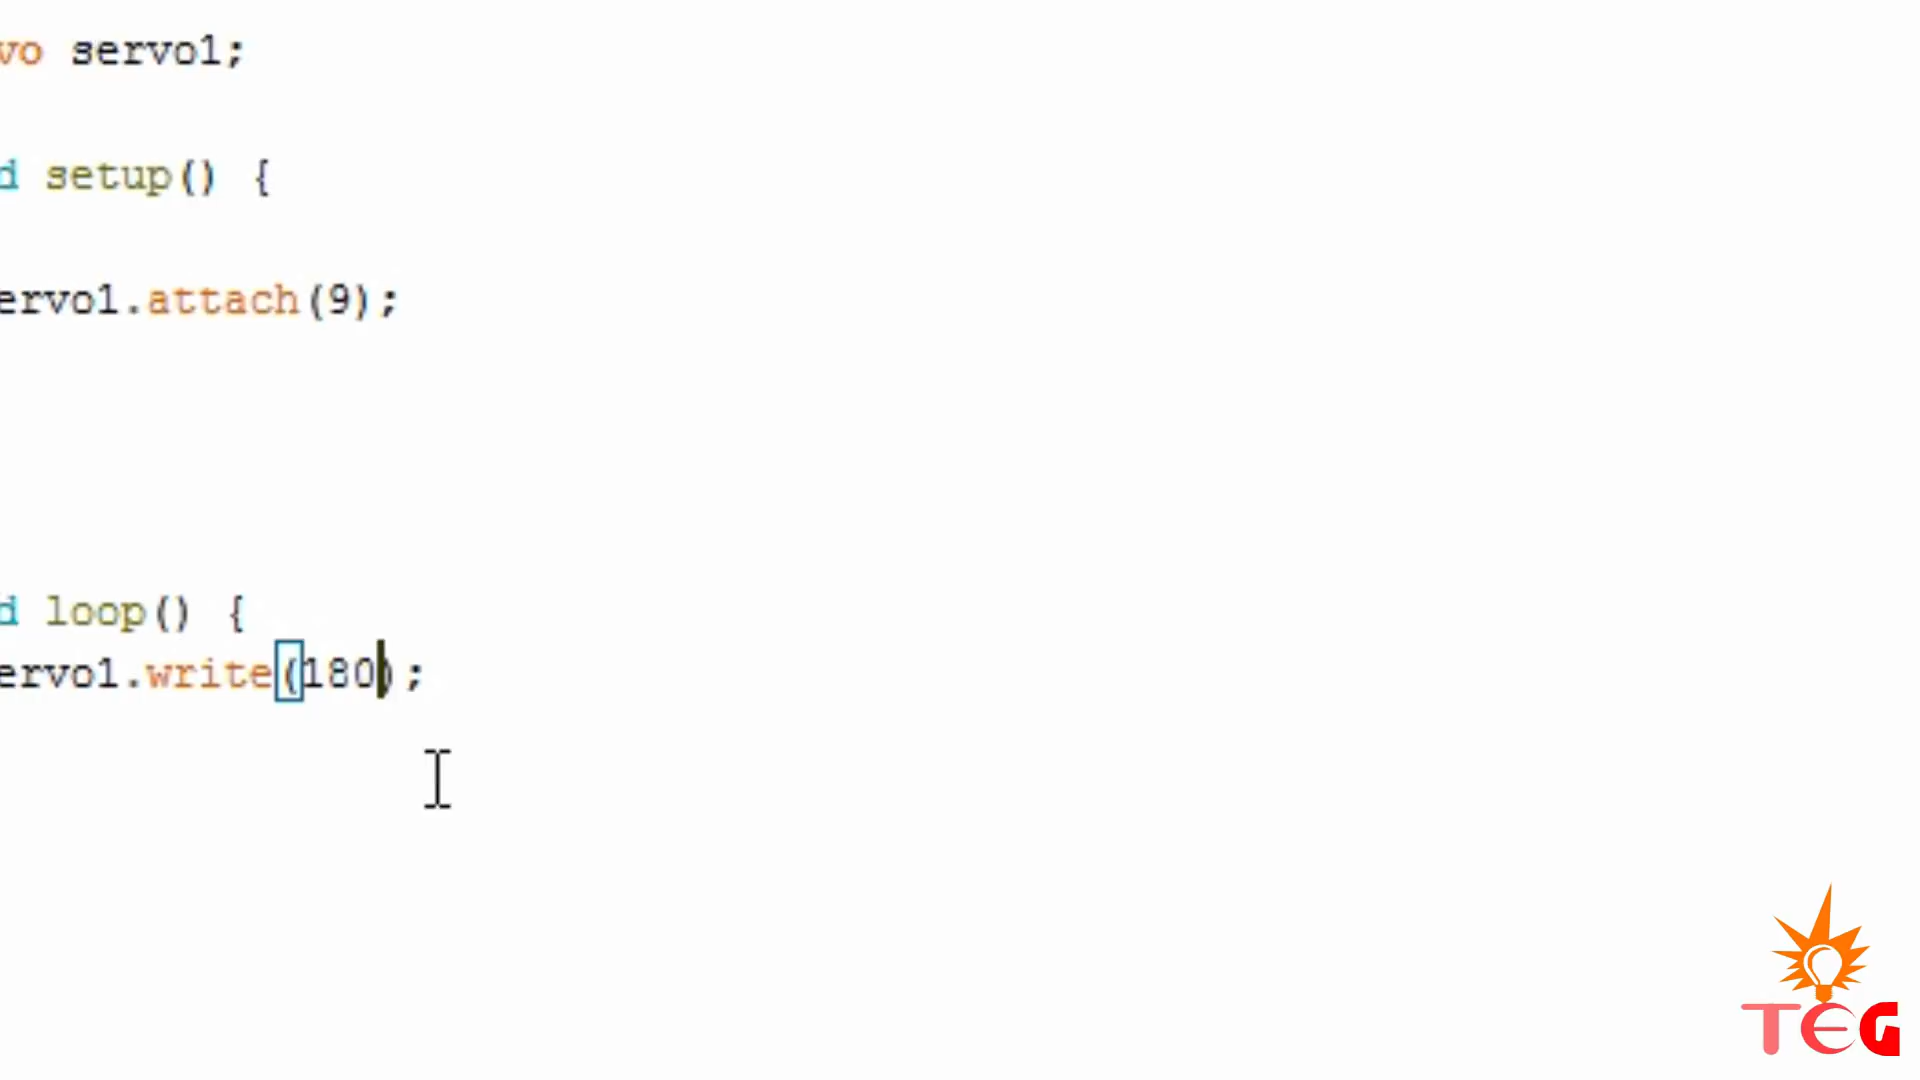 vo servo1;
d setup() {
ervo1.attach(9);
d loop() {
ervo1.write(180);
TEG